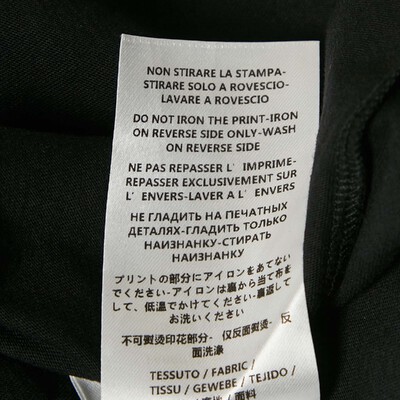 NON STIRARE LA STAMPA-
STIRARE SOLO A ROVESCIO-
LAVARE A ROVESCIO
DO NOT IRON THE PRINT-IRON
ON REVERSE SIDE ONLY-WASH
ON REVERSE SIDE
NE PAS REPASSER L' IMPRIME-
REPASSER EXCLUSIVEMENT SUR
L' ENVERS-LAVER A L' ENVERS
НЕ ГЛАДИТЬ НА ПЕЧАТНЫХ
ДЕТАЛЯХ-ГЛАДИТЬ ТОЛЬКО
НАИЗНАНКУ-СТИРАТЬ
НАИЗНАНКУ
プリントの部分にアイロンをあてない
でください-アイロンは裏から当て布を
して、低温でかけてください-裏返して
お洗いください
不可熨烫印花部分- 仅反面熨烫- 反
面洗涤
TESSUTO / FABRIC /
TISSU / GEWEBE / TEJIDO /